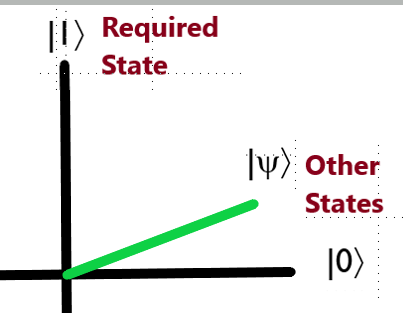 |1⟩ Required
State
|ψ⟩ Other
States
|0⟩